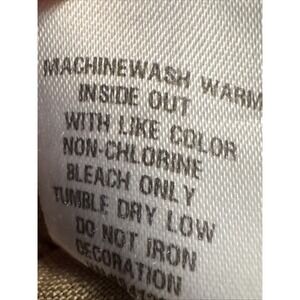 MACHINEWASH WARM
INSIDE OUT
WITH LIKE COLOR
NON-CHLORINE
BLEACH ONLY
TUMBLE DRY LOW
DO NOT IRON
DECORATION